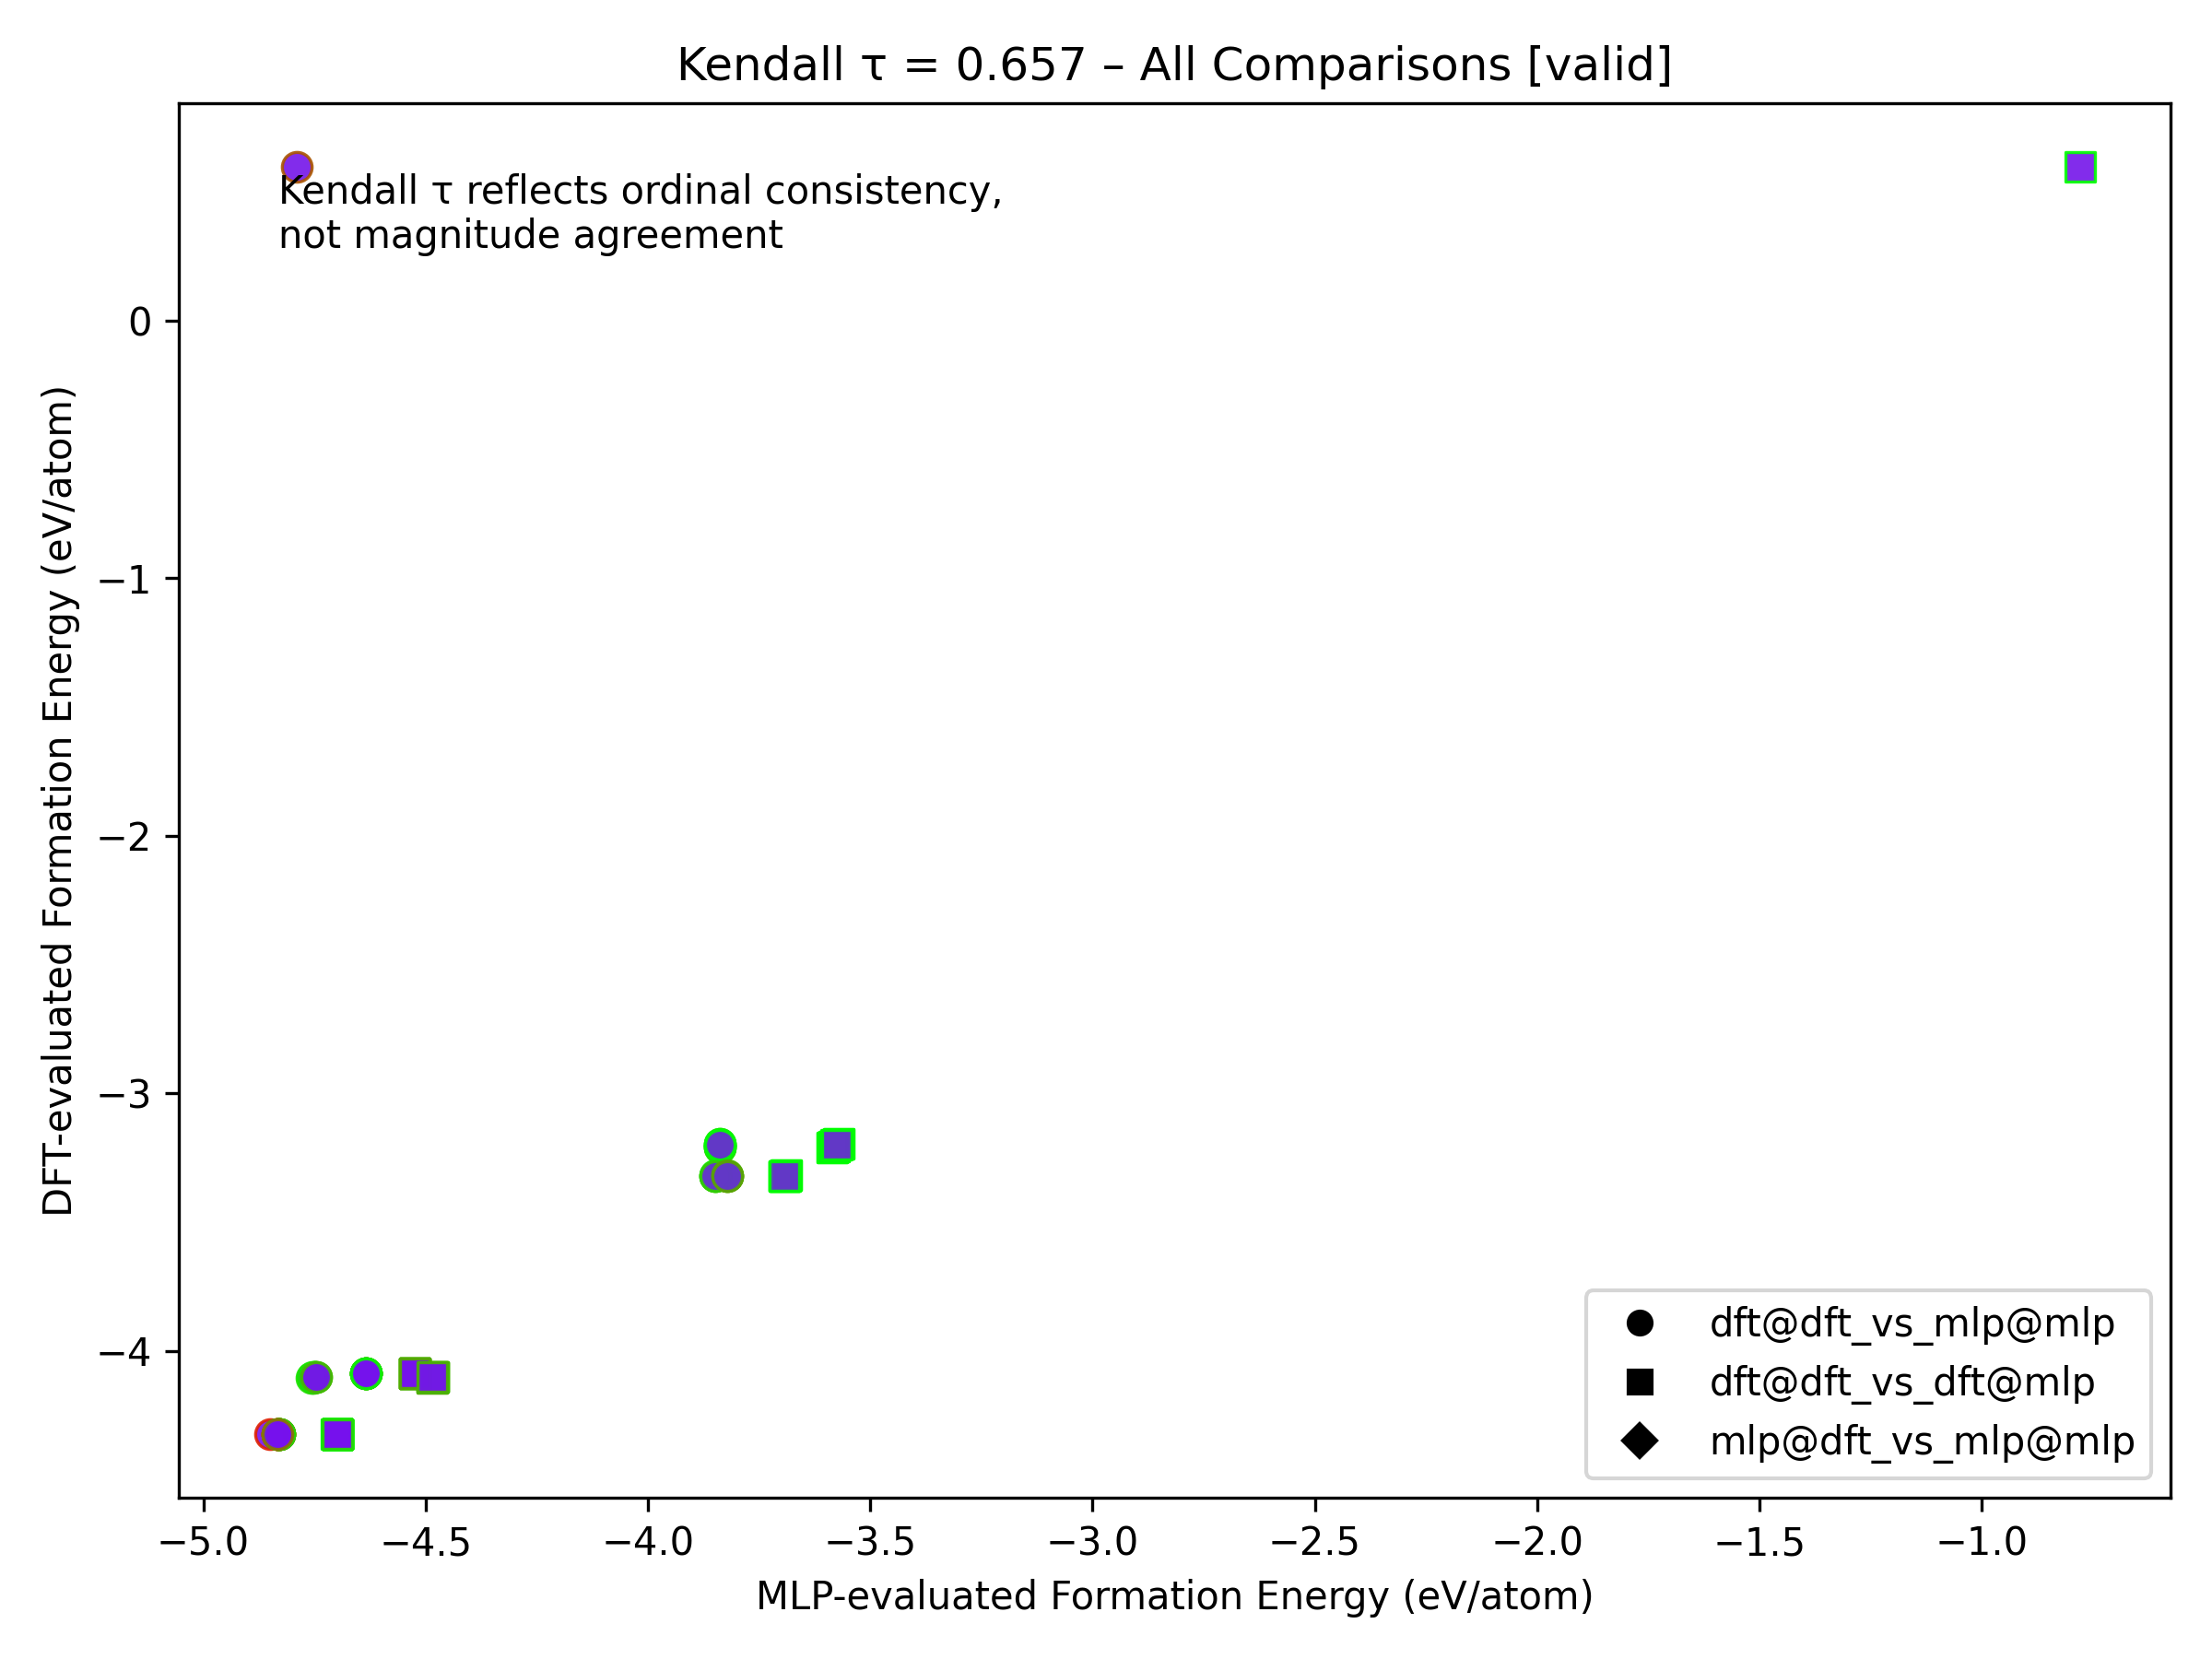 Kendall τ = 0.657 – All Comparisons [valid]
Kendall τ reflects ordinal consistency,
not magnitude agreement
DFT-evaluated Formation Energy (eV/atom)
0
−1
−2
−3
−4
dft@dft_vs_mlp@mlp
dft@dft_vs_dft@mlp
mlp@dft_vs_mlp@mlp
−5.0 −4.5 −4.0 −3.5 −3.0 −2.5 −2.0 −1.5 −1.0
MLP-evaluated Formation Energy (eV/atom)